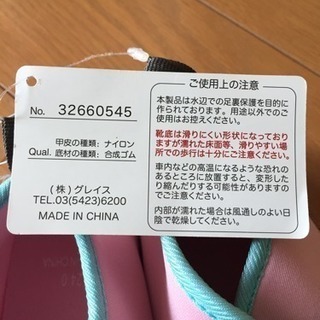 No. 32660545
甲皮の種類: ナイロン
Qual. 底材の種類: 合成ゴム
(株) グレイス
TEL.03(5423)6200
MADE IN CHINA
ご使用上の注意
本製品は水辺での足裏保護を目的に
作られております。用途以外でのご
使用はお控えください。
靴底は滑りにくい形状になっており
ますが濡れた床面等、滑りやすい場
所での歩行は十分にご注意ください。
車内などの高温になるような恐れの
あるところに放置すると、変形した
り縮んだりする可能性がありますの
でご注意ください。
内部が濡れた場合は風通しのよい日
陰で乾燥してください。